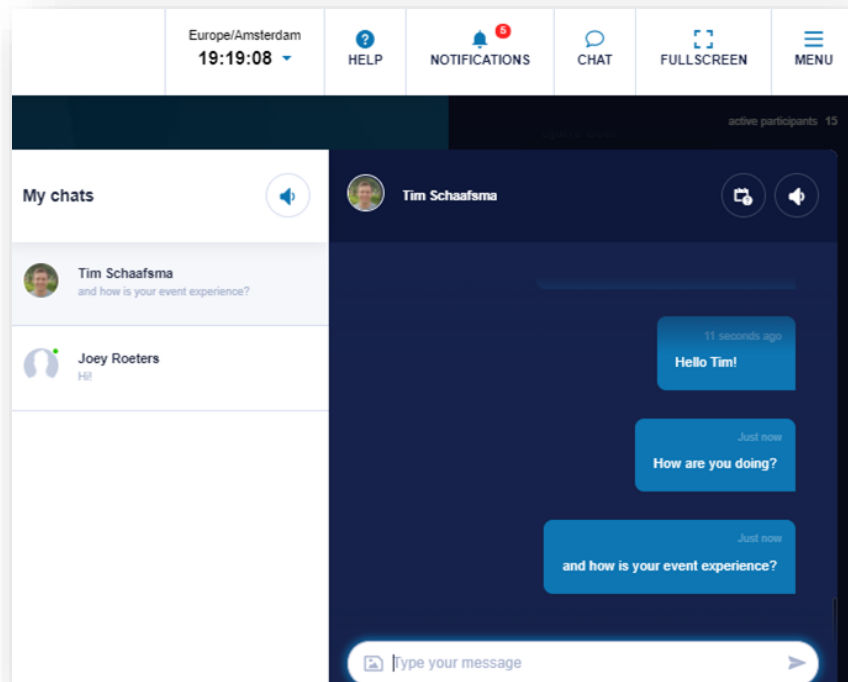 Europe/Amsterdam
19:19:08
HELP
5
NOTIFICATIONS
CHAT
FULLSCREEN
MENU
active participants 15
My chats
Tim Schaafsma
and how is your event experience?
Joey Roeters
Hi!
Tim Schaafsma
11 seconds ago
Hello Tim!
Just now
How are you doing?
Just now
and how is your event experience?
Type your message